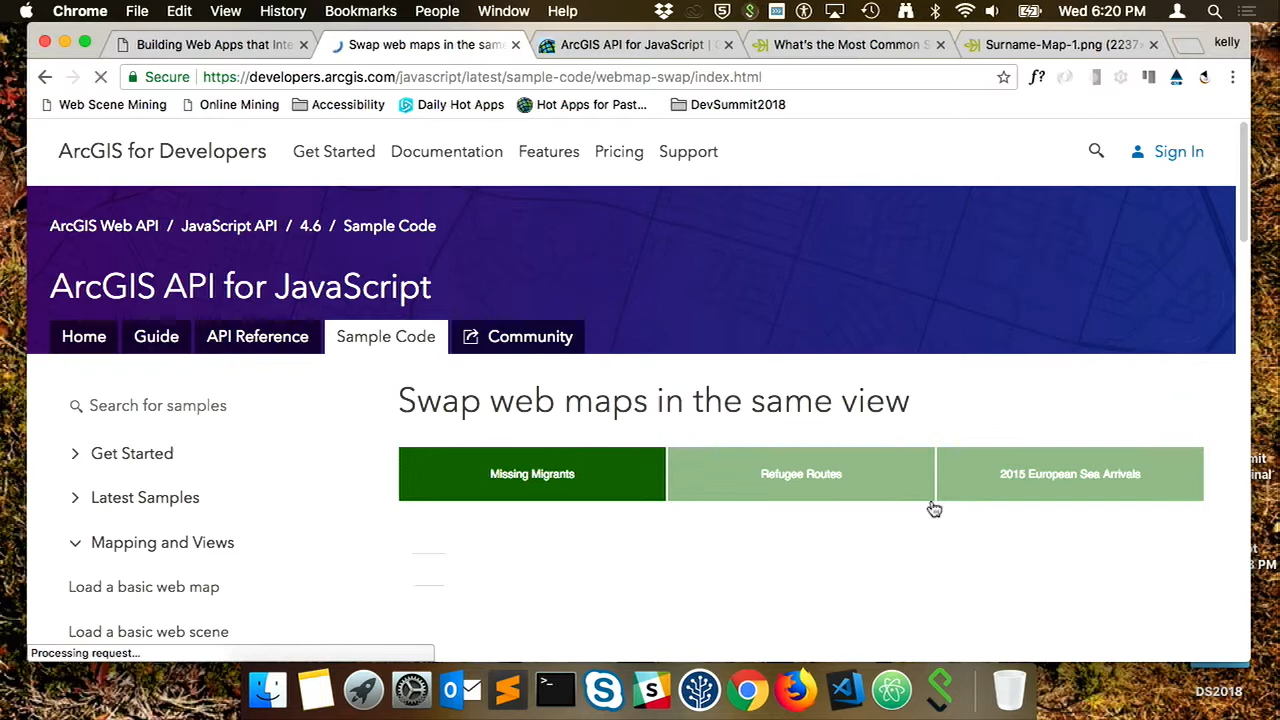 Chrome File Edit View History Bookmarks People Window Help Wed 6:20 PM
Building Web Apps that Inte Swap web maps in the same ArcGIS API for JavaScript | What's the Most Common S Surname-Map-1.png (2237× kelly
Secure https://developers.arcgis.com/javascript/latest/sample-code/webmap-swap/index.html f?
Web Scene Mining Online Mining Accessibility Daily Hot Apps Hot Apps for Past... DevSummit2018
ArcGIS for Developers Get Started Documentation Features Pricing Support Sign In
ArcGIS Web API / JavaScript API / 4.6 / Sample Code
ArcGIS API for JavaScript
Home Guide API Reference Sample Code Community
Search for samples
Get Started
Latest Samples
Mapping and Views
Load a basic web map
Load a basic web scene
Swap web maps in the same view
Missing Migrants Refugee Routes 2015 European Sea Arrivals
Processing request...
DS2018